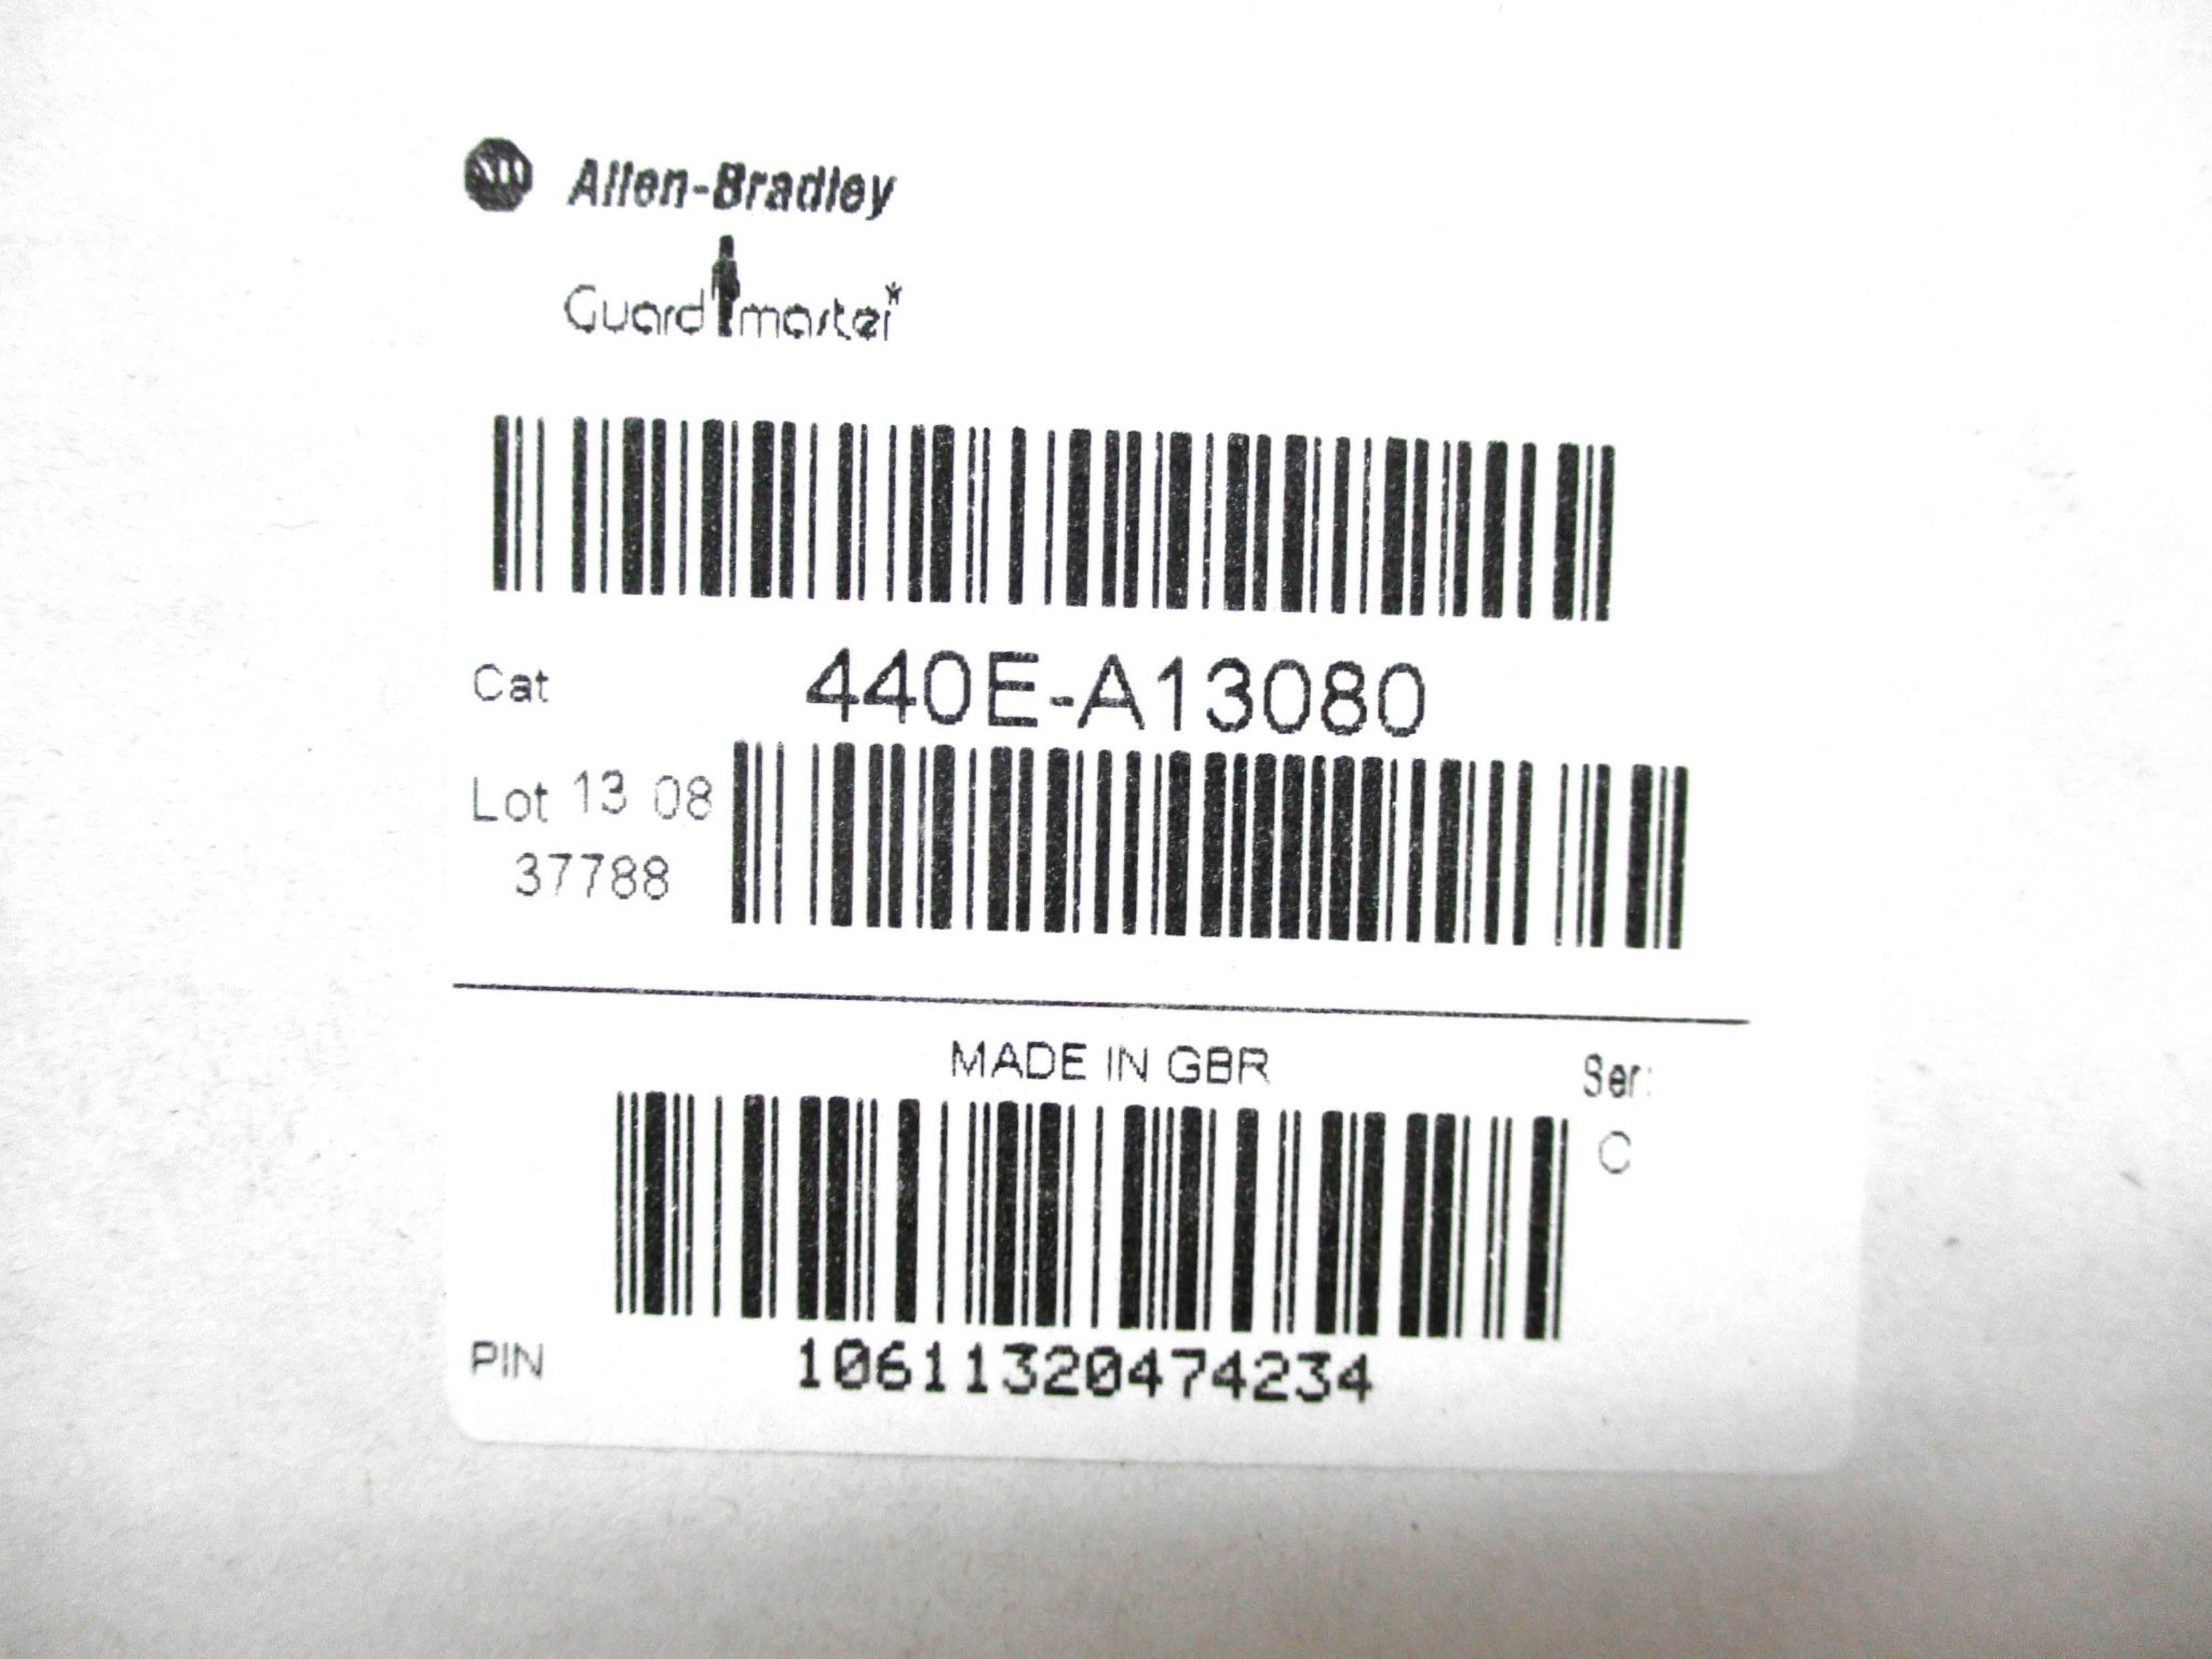 Allen-Bradley
Guardmaster*
Cat 440E-A13080
Lot 13 08
37788
MADE IN GBR
Ser:
C
PIN 10611320474234